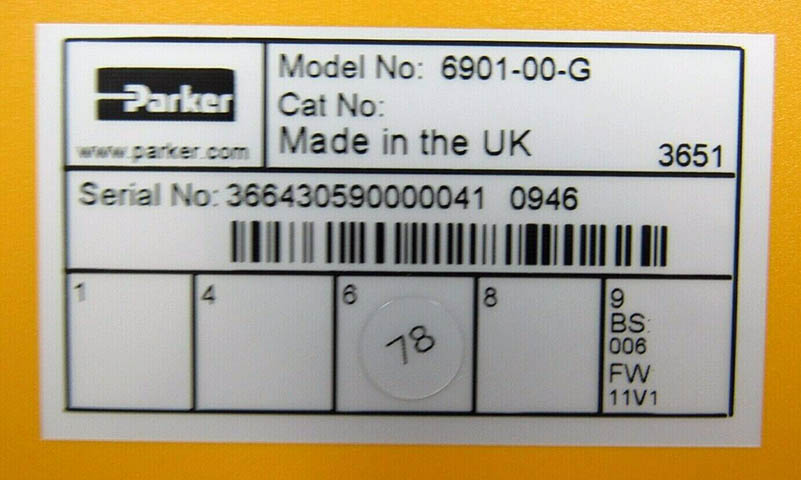 Parker
www.parker.com
Model No: 6901-00-G
Cat No:
Made in the UK
3651
Serial No: 366430590000041 0946
1
4
6
78
8
9
BS:
006
FW
11V1